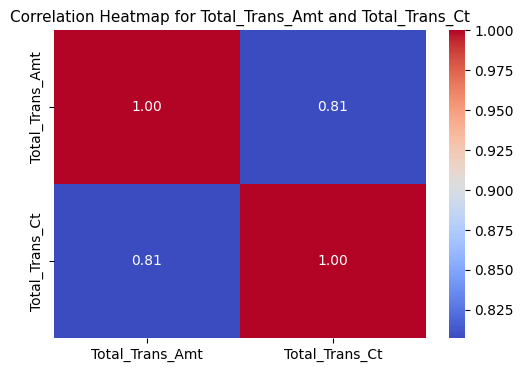 Correlation Heatmap for Total_Trans_Amt and Total_Trans_Ct
Total_Trans_Amt
1.00
0.81
Total_Trans_Ct
0.81
1.00
Total_Trans_Amt
Total_Trans_Ct
1.000
0.975
0.950
0.925
0.900
0.875
0.850
0.825